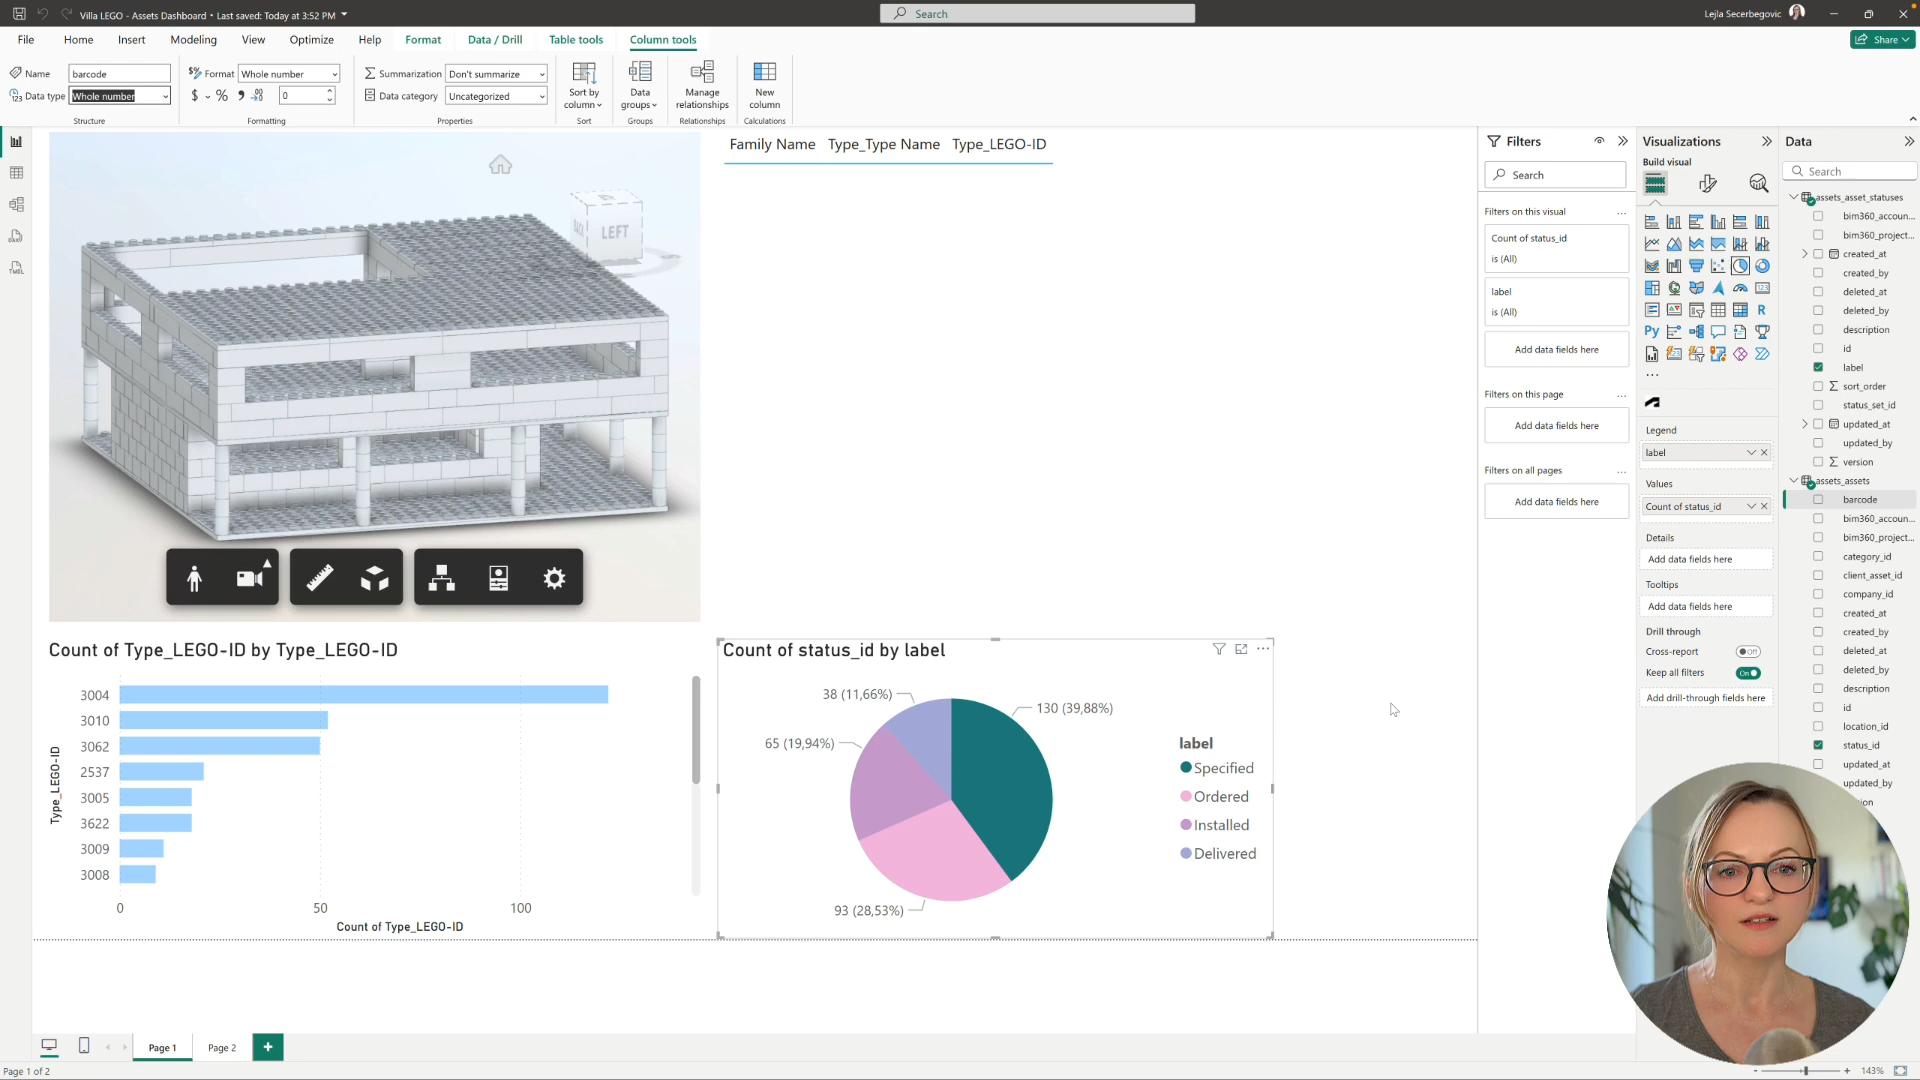 Villa LEGO - Assets Dashboard • Last saved: Today at 3:52 PM
Search
Lejla Secerbegovic
File Home Insert Modeling View Optimize Help Format Data / Drill Table tools Column tools
Share
Name barcode
Format Whole number
Summarization Don't summarize
Data type Whole number
$ % 0
Data category Uncategorized
Sort by column
Data groups
Manage relationships
New column
Structure Formatting Properties Sort Groups Relationships Calculations
LEFT
BACK
Family Name Type_Type Name Type_LEGO-ID
Filters
Search
Filters on this visual
Count of status_id
is (All)
label
is (All)
Add data fields here
Filters on this page
Add data fields here
Filters on all pages
Add data fields here
Visualizations
Build visual
123
R
Py
Legend
label
Values
Count of status_id
Details
Add data fields here
Tooltips
Add data fields here
Drill through
Cross-report Off
Keep all filters On
Add drill-through fields here
Data
Search
assets_asset_statuses
bim360_accoun...
bim360_project...
created_at
created_by
deleted_at
deleted_by
description
id
label
sort_order
status_set_id
updated_at
updated_by
version
assets_assets
barcode
bim360_accoun...
bim360_project...
category_id
client_asset_id
company_id
created_at
created_by
deleted_at
deleted_by
description
id
location_id
status_id
updated_at
updated_by
Count of Type_LEGO-ID by Type_LEGO-ID
Type_LEGO-ID
3004
3010
3062
2537
3005
3622
3009
3008
0 50 100
Count of Type_LEGO-ID
Count of status_id by label
38 (11,66%)
130 (39,88%)
65 (19,94%)
93 (28,53%)
label
Specified
Ordered
Installed
Delivered
Page 1 Page 2 +
Page 1 of 2
- + 143%